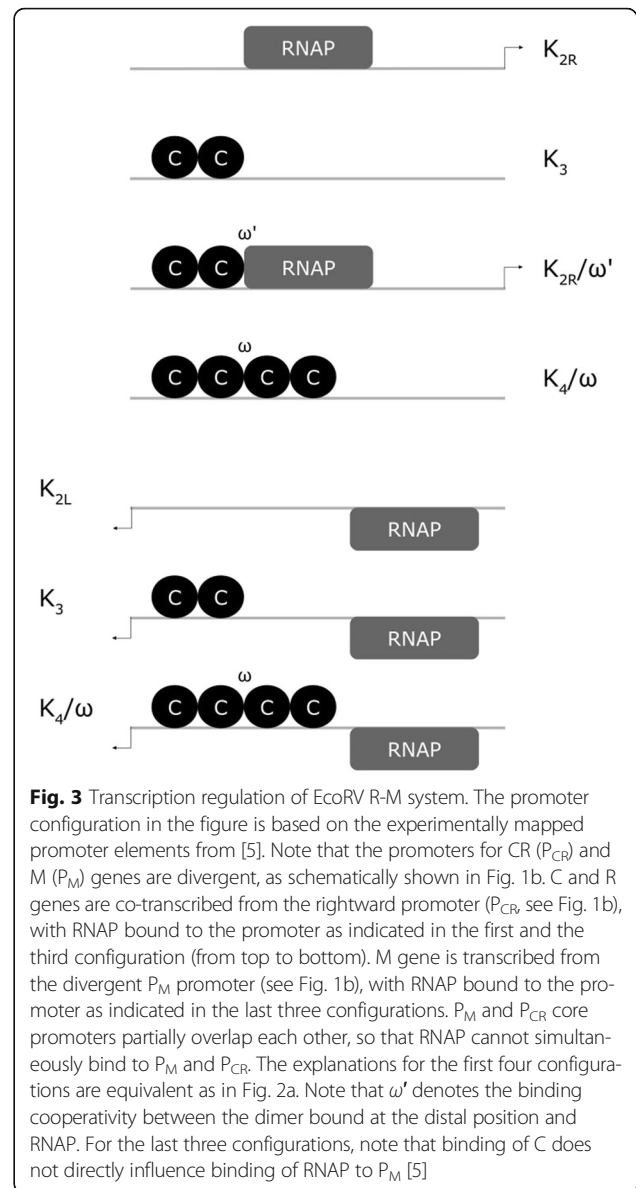 RNAP K2R
C C K3
ω'
C C RNAP K2R/ω'
ω
C C C C K4/ω
K2L
RNAP
K3 C C
RNAP
ω
K4/ω C C C C
RNAP
Fig. 3 Transcription regulation of EcoRV R-M system. The promoter
configuration in the figure is based on the experimentally mapped
promoter elements from [5]. Note that the promoters for CR (PCR) and
M (PM) genes are divergent, as schematically shown in Fig. 1b. C and R
genes are co-transcribed from the rightward promoter (PCR, see Fig. 1b),
with RNAP bound to the promoter as indicated in the first and the
third configuration (from top to bottom). M gene is transcribed from
the divergent PM promoter (see Fig. 1b), with RNAP bound to the pro-
moter as indicated in the last three configurations. PM and PCR core
promoters partially overlap each other, so that RNAP cannot simultan-
eously bind to PM and PCR. The explanations for the first four configura-
tions are equivalent as in Fig. 2a. Note that ω' denotes the binding
cooperativity between the dimer bound at the distal position and
RNAP. For the last three configurations, note that binding of C does
not directly influence binding of RNAP to PM [5]